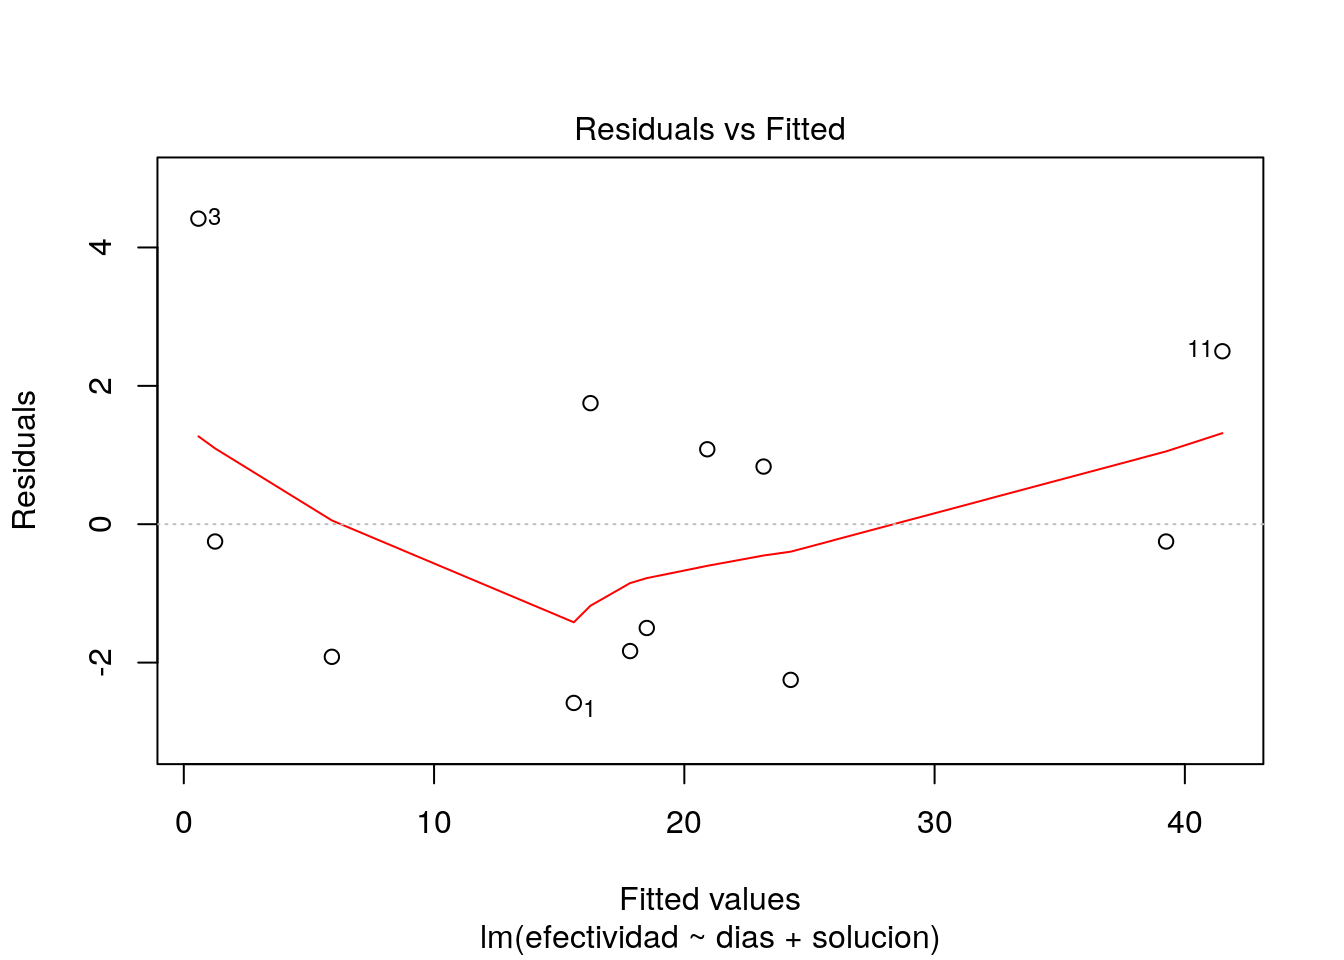 Residuals vs Fitted
Residuals
4
2
0
-2
3
11
1
0 10 20 30 40
Fitted values
lm(efectividad ~ dias + solucion)